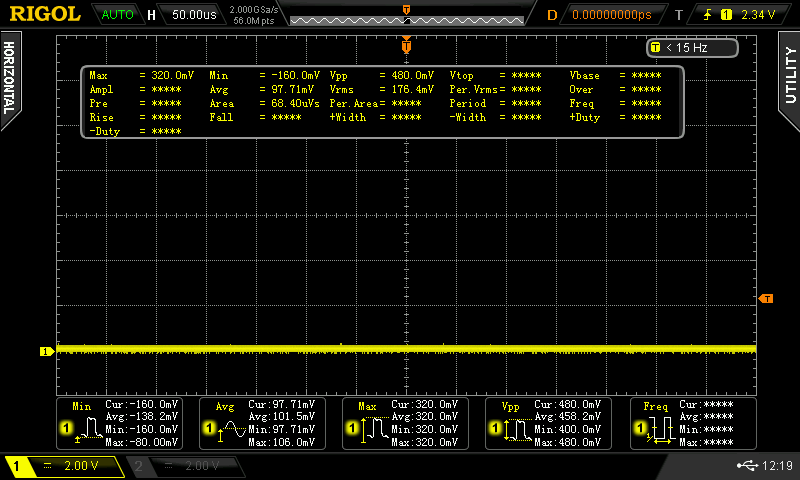 RIGOL AUTO H 50.00us 2.000GSa/s 56.0M pts T D 0.00000000ps T 1 2.34 V
HORIZONTAL
UTILITY
T
T < 15 Hz
Max = 320.0mV Min = -160.0mV Vpp = 480.0mV Vtop = ***** Vbase = *****
Ampl = ***** Avg = 97.71mV Vrms = 176.4mV Per.Vrms= ***** Over = *****
Pre = ***** Area = 68.40uVs Per.Area= ***** Period = ***** Freq = *****
Rise = ***** Fall = ***** +Width = ***** -Width = ***** +Duty = *****
-Duty = *****
T
1
Min Cur:-160.0mV
Avg:-138.2mV
1 Min:-160.0mV
Max:-80.00mV
Avg Cur:97.71mV
Avg:101.5mV
1 Min:97.71mV
Max:106.0mV
Max Cur:320.0mV
Avg:320.0mV
1 Min:320.0mV
Max:320.0mV
Vpp Cur:480.0mV
Avg:458.2mV
1 Min:400.0mV
Max:480.0mV
Freq Cur:*****
Avg:*****
1 Min:*****
Max:*****
1 2.00 V 2 2.00 V 12:19